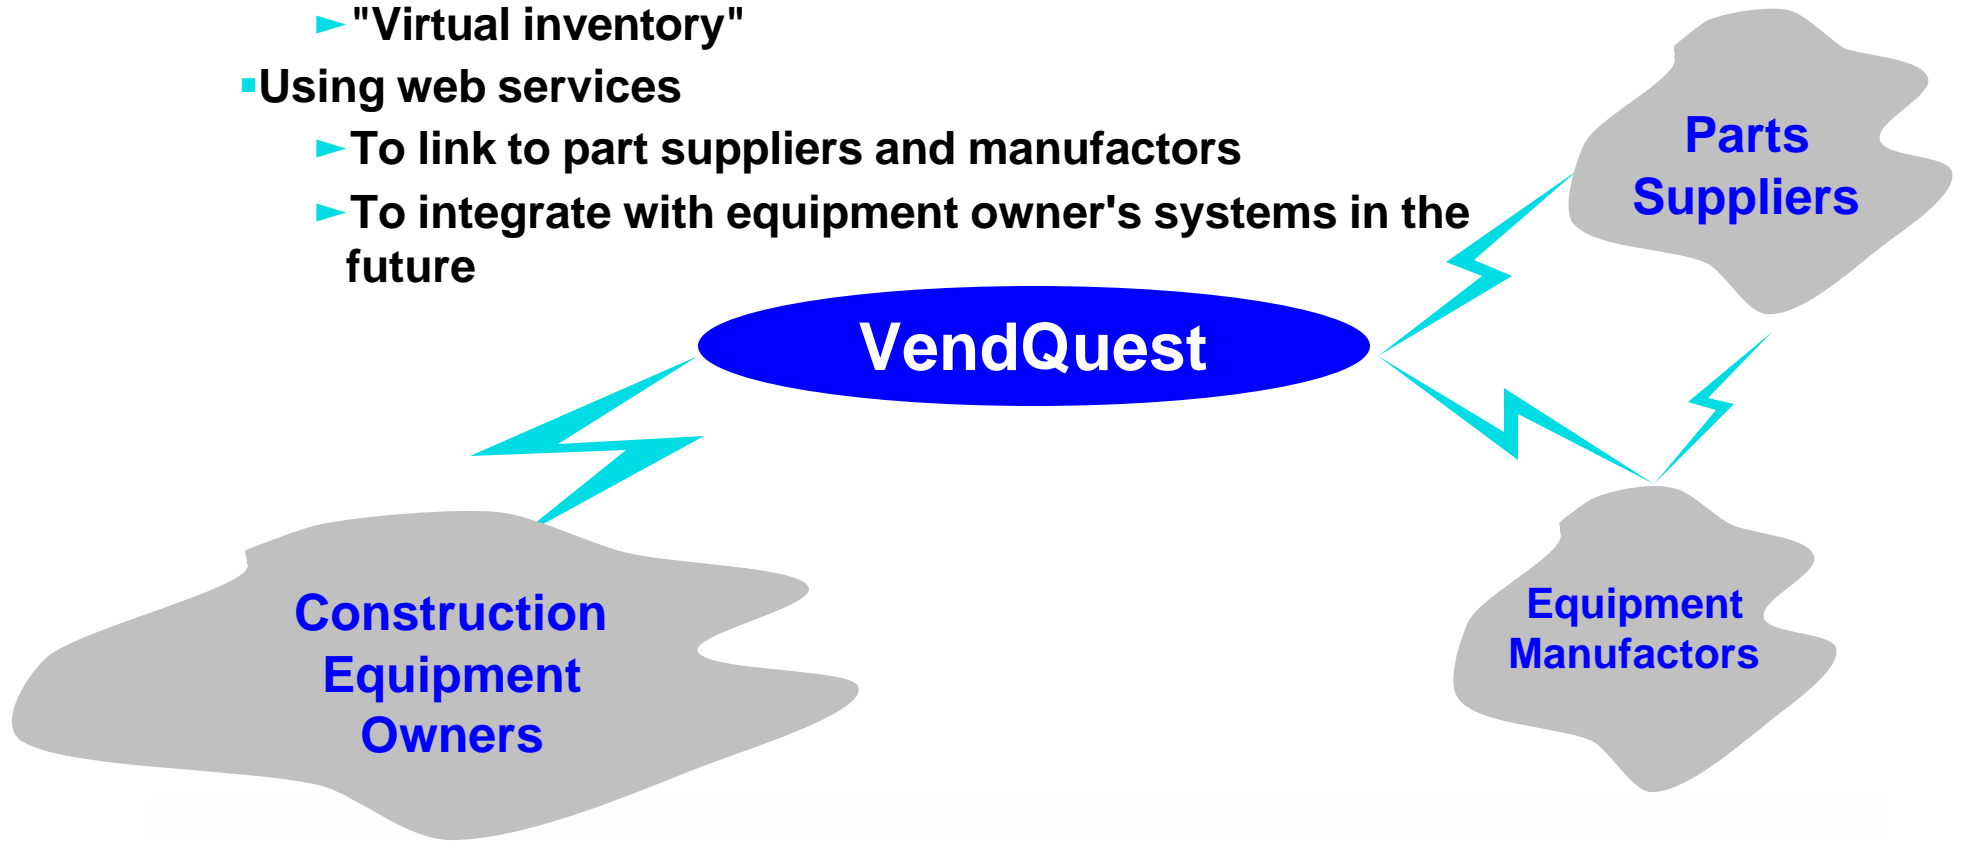 "Virtual inventory"
Using web services
To link to part suppliers and manufactors
To integrate with equipment owner's systems in the
future
Parts
Suppliers
VendQuest
Construction
Equipment
Owners
Equipment
Manufactors